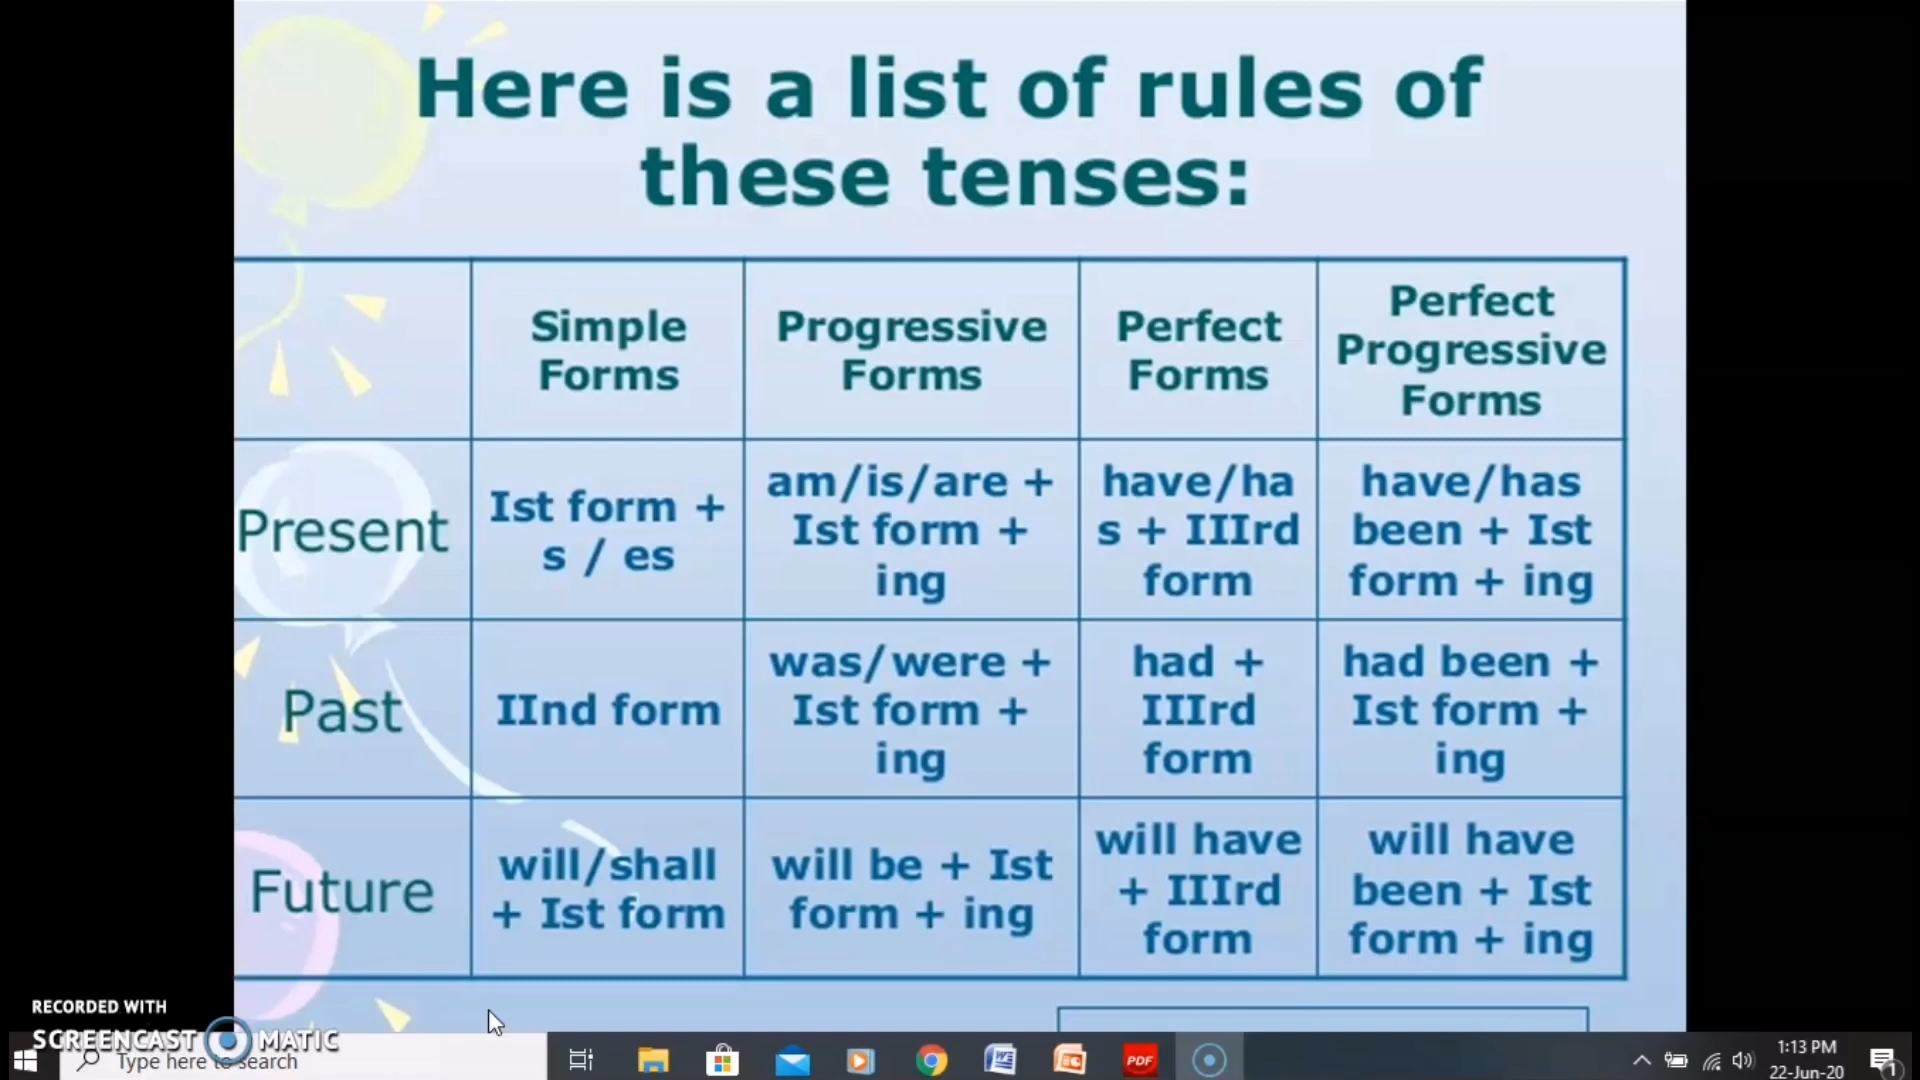 Here is a list of rules of
these tenses:
Simple
Forms
Progressive
Forms
Perfect
Forms
Perfect
Progressive
Forms
Present
Ist form +
s / es
am/is/are +
Ist form +
ing
have/ha
s + IIIrd
form
have/has
been + Ist
form + ing
Past
IInd form
was/were +
Ist form +
ing
had +
IIIrd
form
had been +
Ist form +
ing
Future
will/shall
+ Ist form
will be + Ist
form + ing
will have
+ IIIrd
form
will have
been + Ist
form + ing
RECORDED WITH
SCREENCAST MATIC
Type here to search
PDF
1:13 PM
22-Jun-20
1